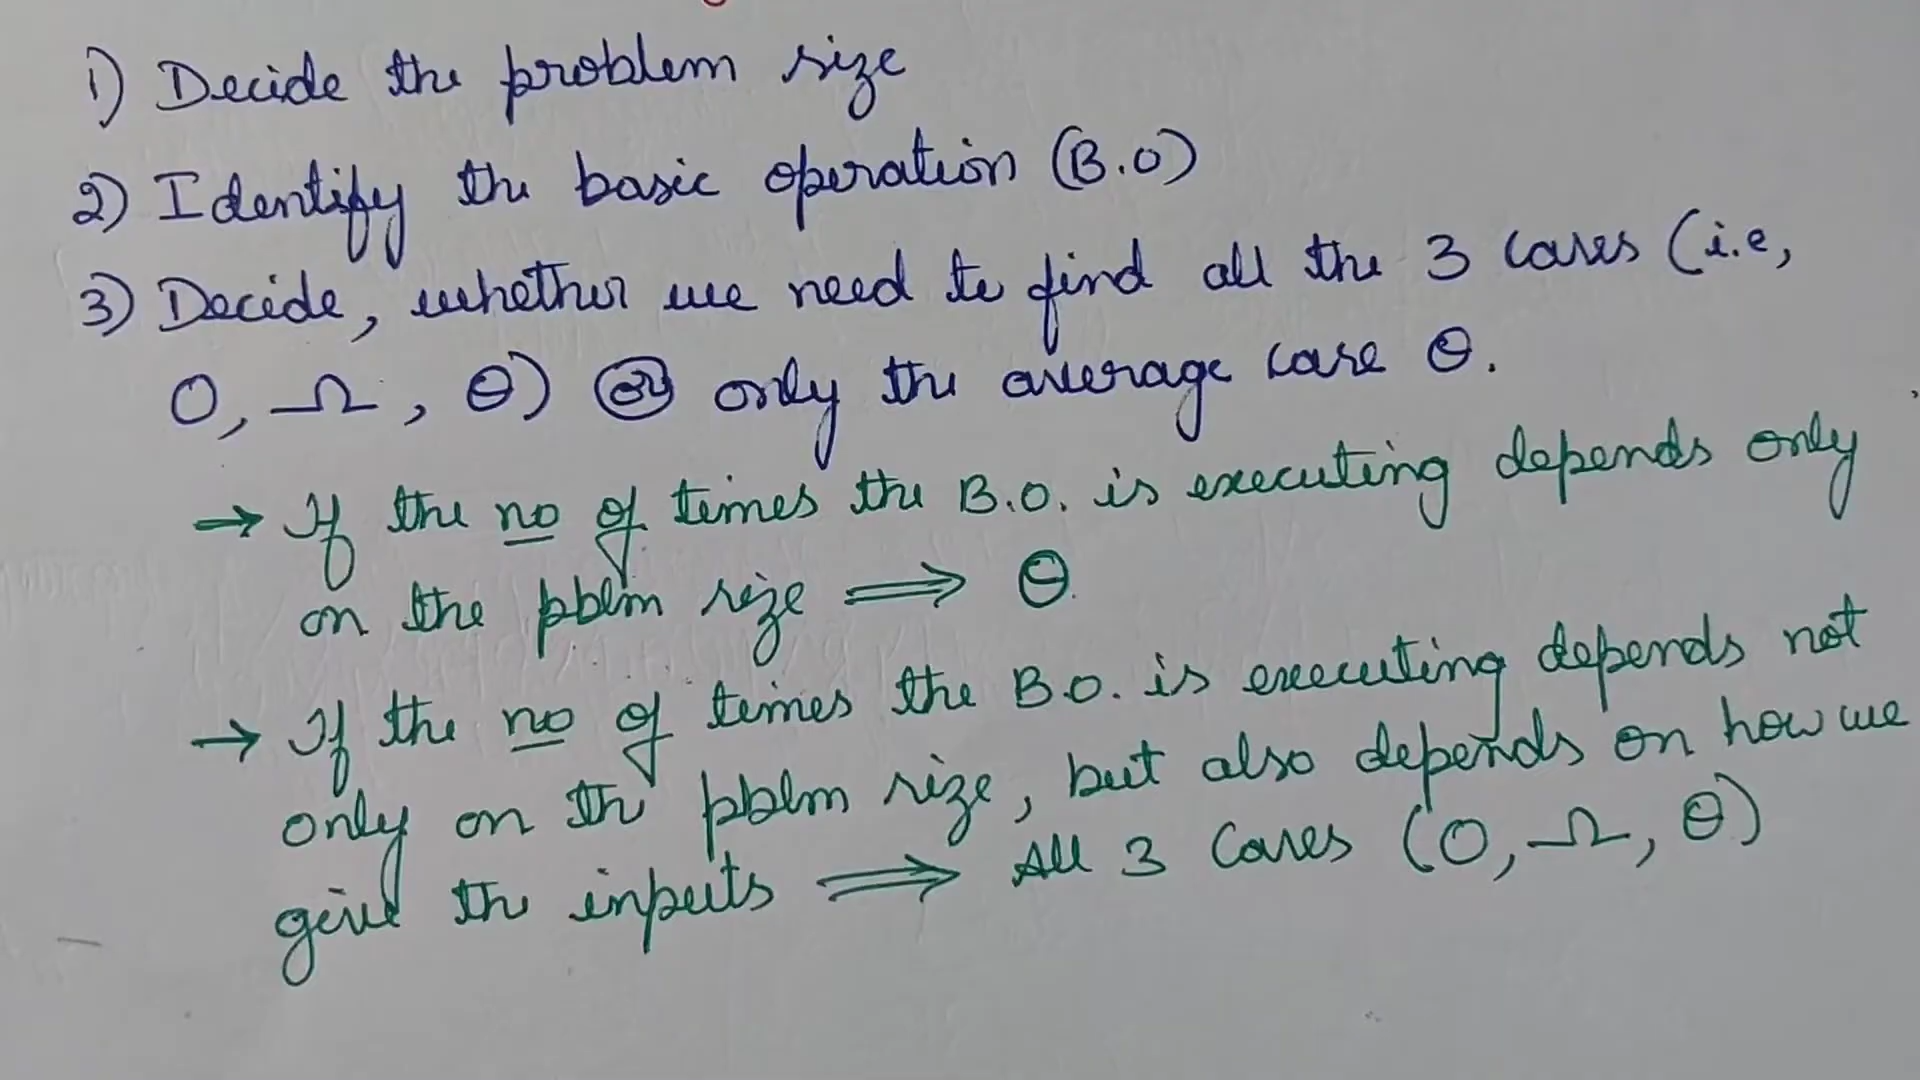 1) Decide the problem size
2) Identify the basic operation (B.O)
3) Decide, whether we need to find all the 3 cases (i.e,
O, Ω, θ) or only the average case θ.
→ If the no of times the B.O. is executing depends only
on the pblm size ⟹ θ
→ If the no of times the B.O. is executing depends not
only on the pblm size, but also depends on how we
give the inputs ⟹ All 3 Cases (O, Ω, θ)